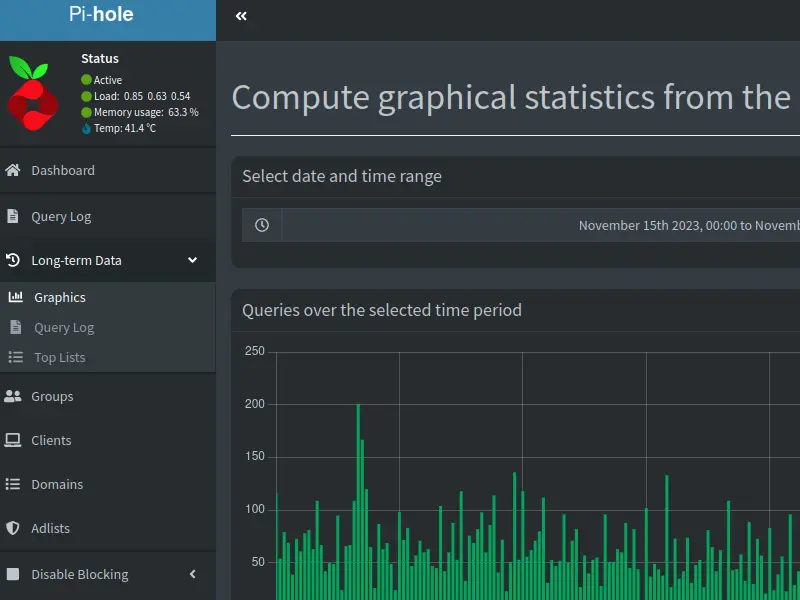 Pi-hole
Status
Active
Load: 0.85 0.63 0.54
Memory usage: 63.3 %
Temp: 41.4 °C
Dashboard
Query Log
Long-term Data
Graphics
Query Log
Top Lists
Groups
Clients
Domains
Adlists
Disable Blocking
Compute graphical statistics from the
Select date and time range
November 15th 2023, 00:00 to Novemb
Queries over the selected time period
250
200
150
100
50